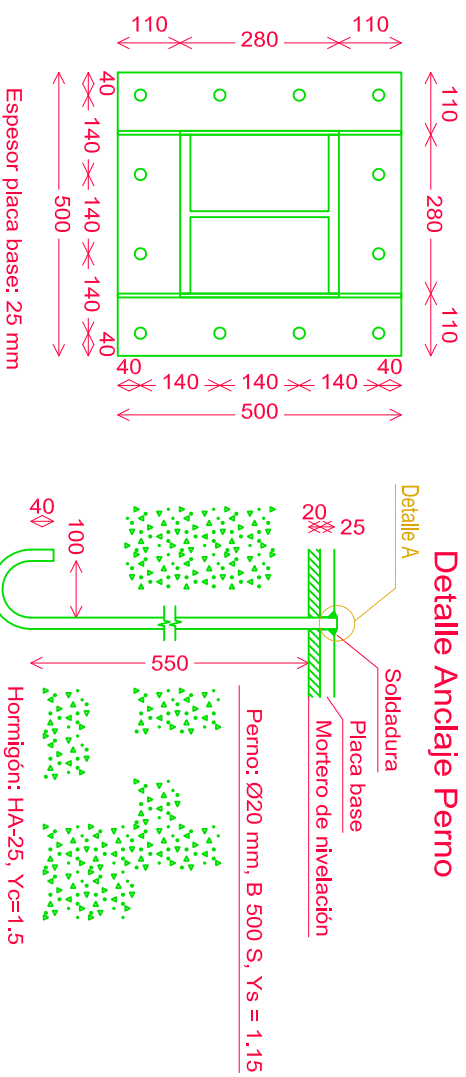 110
280
110
110
280
110
40
140
140
140
40
500
40
140
140
140
40
500
Espesor placa base: 25 mm
Detalle Anclaje Perno
Detalle A
20
25
Soldadura
Placa base
Mortero de nivelación
40
100
550
Perno: Ø20 mm, B 500 S, Ys = 1.15
Hormigón: HA-25, Yc=1.5